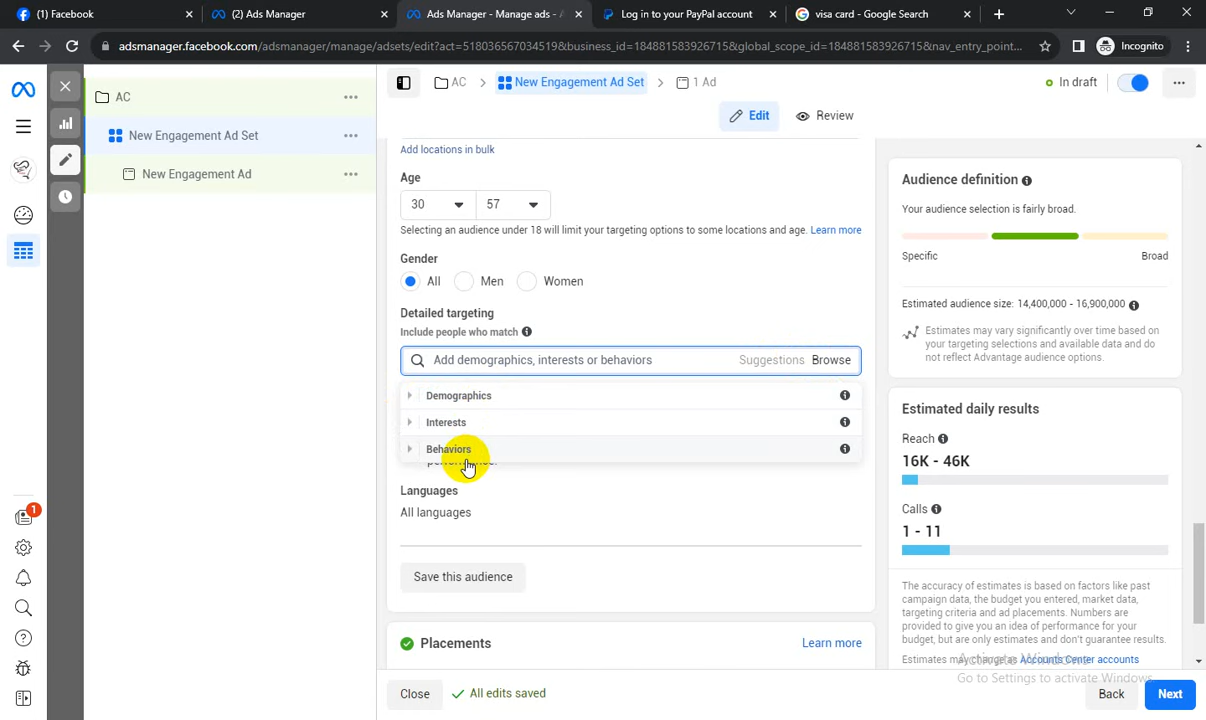 (1) Facebook
(2) Ads Manager
Ads Manager - Manage ads - A
Log in to your PayPal account
visa card - Google Search
adsmanager.facebook.com/adsmanager/manage/adsets/edit?act=518036567034519&business_id=184881583926715&global_scope_id=184881583926715&nav_entry_point...
Incognito
AC
New Engagement Ad Set
New Engagement Ad
AC
New Engagement Ad Set
1 Ad
In draft
Edit
Review
Add locations in bulk
Age
30
57
Selecting an audience under 18 will limit your targeting options to some locations and age. Learn more
Gender
All
Men
Women
Detailed targeting
Include people who match
Add demographics, interests or behaviors
Suggestions
Browse
Demographics
Interests
Behaviors
Languages
All languages
Save this audience
Placements
Learn more
Close
All edits saved
Back
Next
Audience definition
Your audience selection is fairly broad.
Specific
Broad
Estimated audience size: 14,400,000 - 16,900,000
Estimates may vary significantly over time based on
your targeting selections and available data and do
not reflect Advantage audience options.
Estimated daily results
Reach
16K - 46K
Calls
1 - 11
The accuracy of estimates is based on factors like past
campaign data, the budget you entered, market data,
targeting criteria and ad placements. Numbers are
provided to give you an idea of performance for your
budget, but are only estimates and don't guarantee results.
Estimates may change as Accounts Center accounts
Activate Windows
Go to Settings to activate Windows.
1